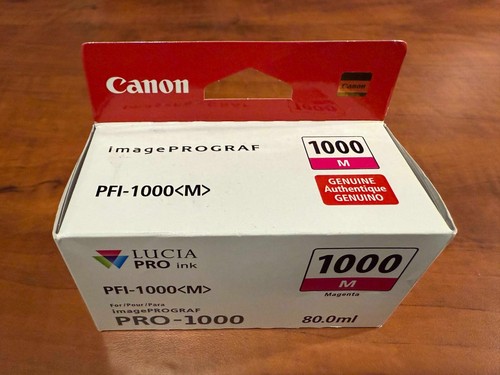 Canon
Canon
imagePROGRAF
1000
M
PFI-1000<M>
GENUINE
Authentique
GENUINO
LUCIA
PRO ink
1000
M
Magenta
PFI-1000<M>
For/Pour/Para
imagePROGRAF
PRO-1000
80.0ml